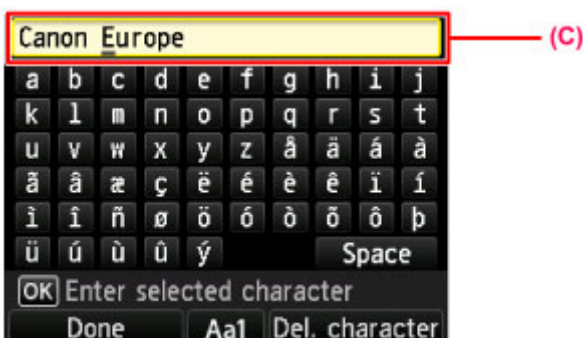 Canon Europe (C)
a b c d e f g h i j
k l m n o p q r s t
u v w x y z å ä á à
ã â æ ç ë é è ê ï í
ì î ñ ø ö ó ò õ ô þ
ü ú ù û ý Space
OK Enter selected character
Done Aa1 Del. character